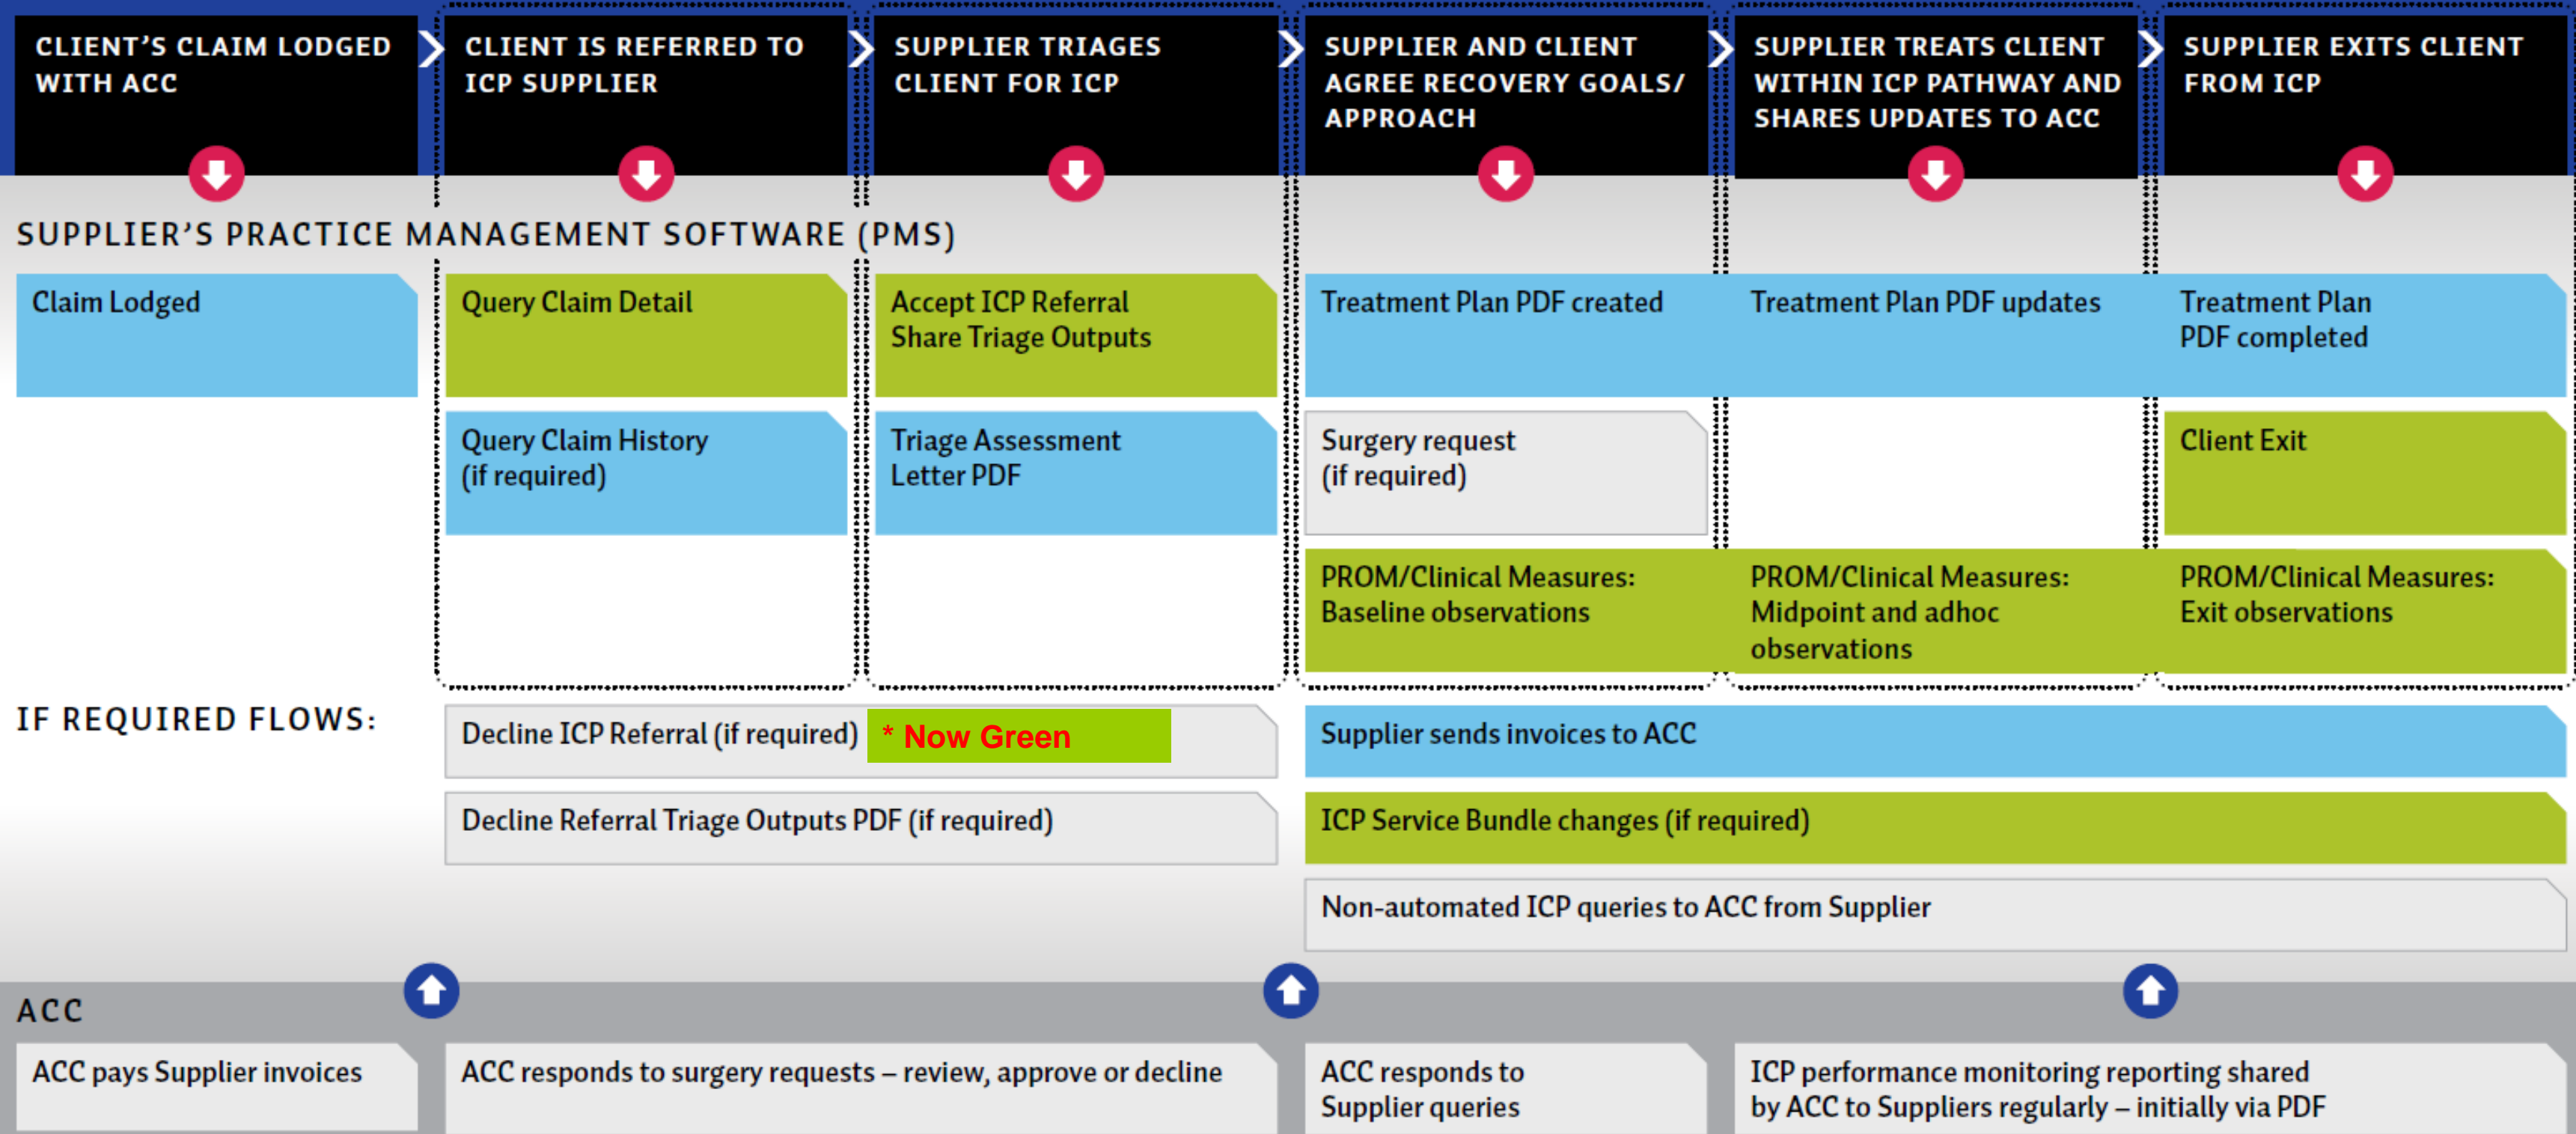 CLIENT'S CLAIM LODGED
WITH ACC
CLIENT IS REFERRED TO
ICP SUPPLIER
SUPPLIER TRIAGES
CLIENT FOR ICP
SUPPLIER AND CLIENT
AGREE RECOVERY GOALS/
APPROACH
SUPPLIER TREATS CLIENT
WITHIN ICP PATHWAY AND
SHARES UPDATES TO ACC
SUPPLIER EXITS CLIENT
FROM ICP
SUPPLIER'S PRACTICE MANAGEMENT SOFTWARE (PMS)
Claim Lodged
Query Claim Detail
Accept ICP Referral
Share Triage Outputs
Treatment Plan PDF created
Treatment Plan PDF updates
Treatment Plan
PDF completed
Query Claim History
(if required)
Triage Assessment
Letter PDF
Surgery request
(if required)
Client Exit
PROM/Clinical Measures:
Baseline observations
PROM/Clinical Measures:
Midpoint and adhoc
observations
PROM/Clinical Measures:
Exit observations
IF REQUIRED FLOWS:
Decline ICP Referral (if required)
* Now Green
Supplier sends invoices to ACC
Decline Referral Triage Outputs PDF (if required)
ICP Service Bundle changes (if required)
Non-automated ICP queries to ACC from Supplier
ACC
ACC pays Supplier invoices
ACC responds to surgery requests – review, approve or decline
ACC responds to
Supplier queries
ICP performance monitoring reporting shared
by ACC to Suppliers regularly – initially via PDF